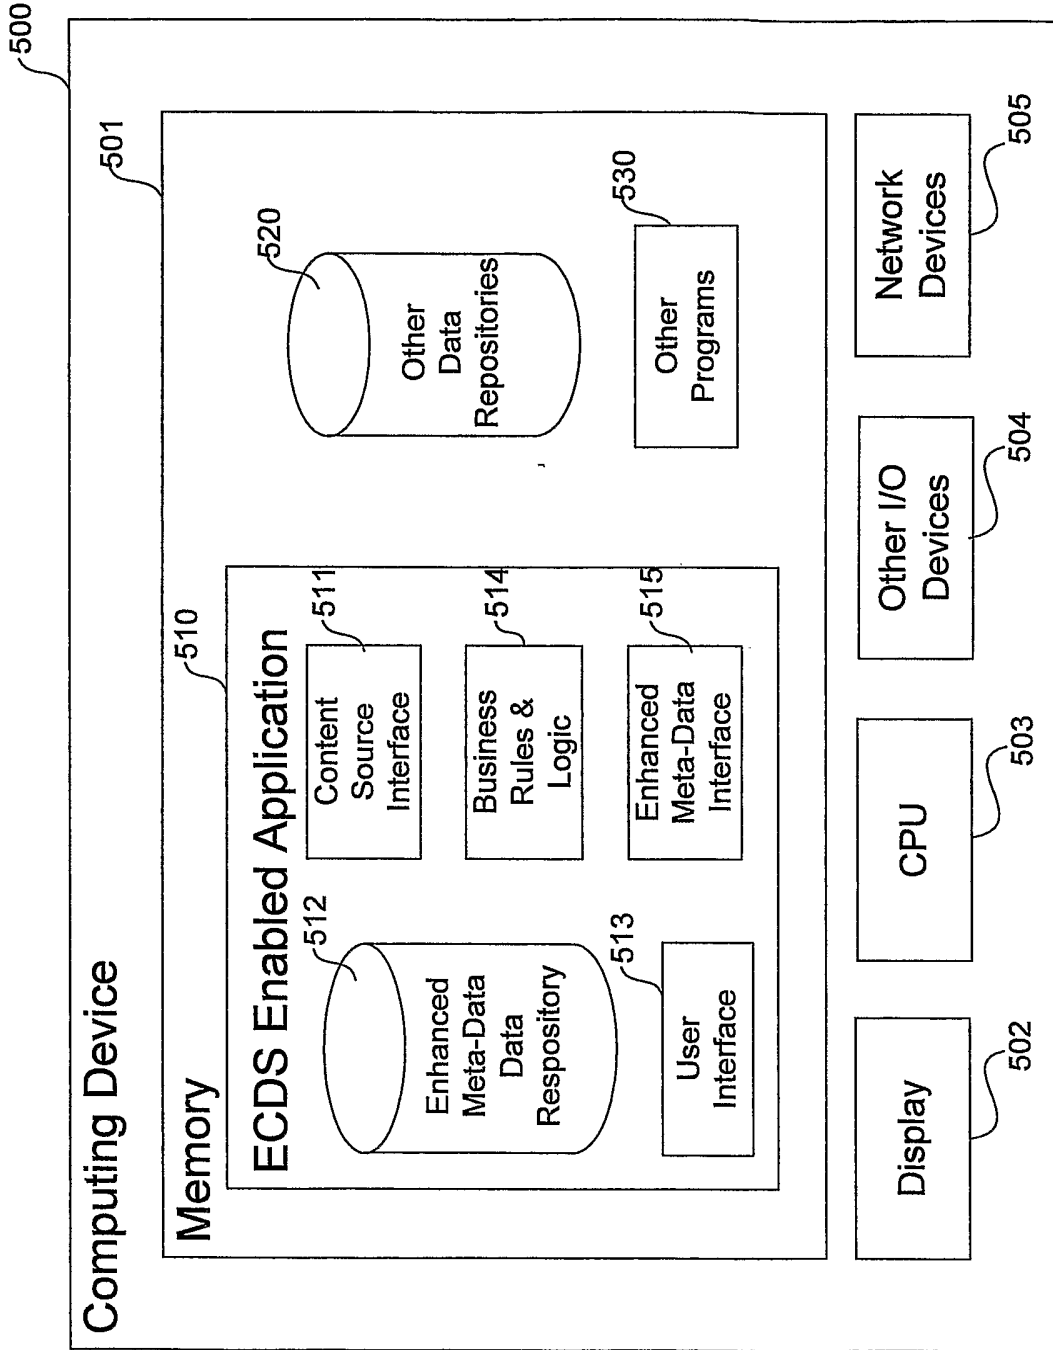 Computing Device
500
Memory
501
ECDS Enabled Application
510
512
Enhanced
Meta-Data
Data
Respository
511
Content
Source
Interface
514
Business
Rules &
Logic
513
User
Interface
515
Enhanced
Meta-Data
Interface
520
Other
Data
Repositories
530
Other
Programs
Display
502
CPU
503
Other I/O
Devices
504
Network
Devices
505